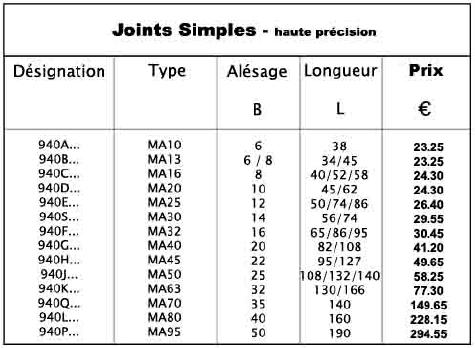 Joints Simples - haute précision
Désignation Type Alésage Longueur Prix
B L €
940A... MA10 6 38 23.25
940B... MA13 6 / 8 34/45 23.25
940C... MA16 8 40/52/58 24.30
940D... MA20 10 45/62 24.30
940E... MA25 12 50/74/86 26.40
940S... MA30 14 56/74 29.55
940F... MA32 16 65/86/95 30.45
940G... MA40 20 82/108 41.20
940H... MA45 22 95/127 49.65
940J... MA50 25 108/132/140 58.25
940K... MA63 32 130/166 77.30
940Q... MA70 35 140 149.65
940L... MA80 40 160 228.15
940P... MA95 50 190 294.55